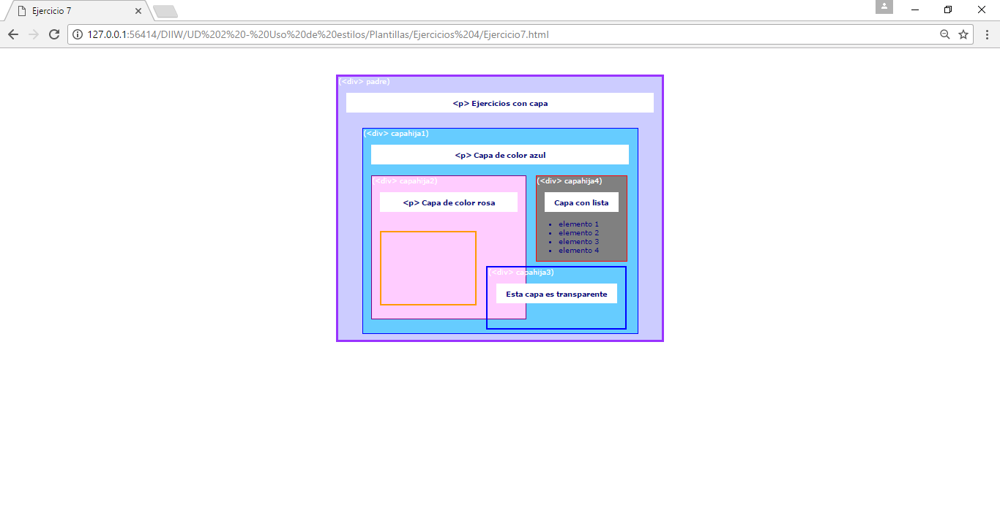 Ejercicio 7
127.0.0.1:56414/DIIW/UD%202%20-%20Uso%20de%20estilos/Plantillas/Ejercicios%204/Ejercicio7.html
(<div> padre)
<p> Ejercicios con capa
(<div> capahija1)
<p> Capa de color azul
(<div> capahija2)
<p> Capa de color rosa
(<div> capahija4)
Capa con lista
• elemento 1
• elemento 2
• elemento 3
• elemento 4
(<div> capahija3)
Esta capa es transparente